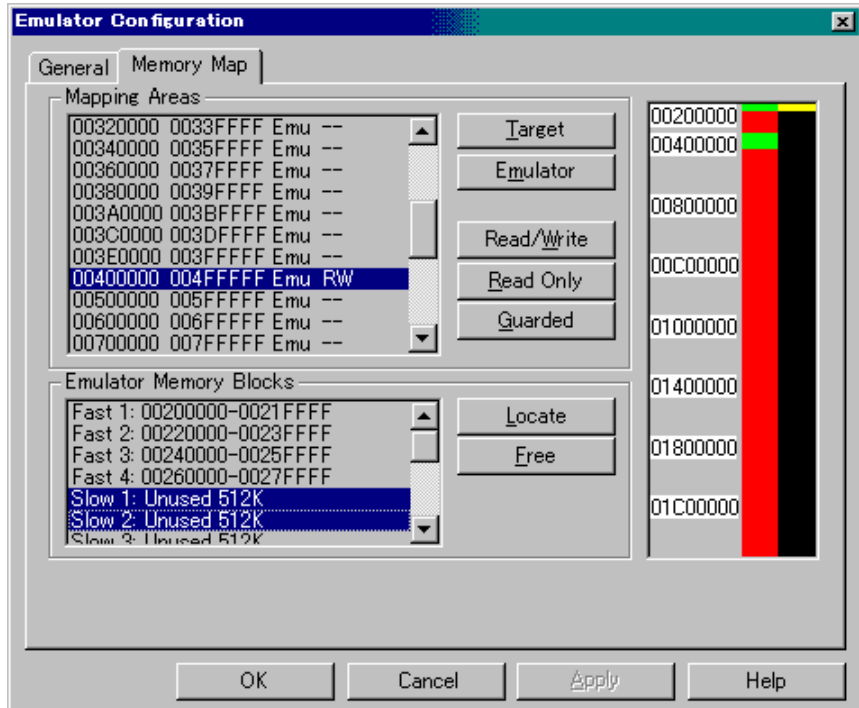 Emulator Configuration
General
Memory Map
Mapping Areas
00320000 0033FFFF Emu --
00340000 0035FFFF Emu --
00360000 0037FFFF Emu --
00380000 0039FFFF Emu --
003A0000 003BFFFF Emu --
003C0000 003DFFFF Emu --
003E0000 003FFFFF Emu --
00400000 004FFFFF Emu RW
00500000 005FFFFF Emu --
00600000 006FFFFF Emu --
00700000 007FFFFF Emu --
Target
Emulator
Read/Write
Read Only
Guarded
Emulator Memory Blocks
Fast 1: 00200000-0021FFFF
Fast 2: 00220000-0023FFFF
Fast 3: 00240000-0025FFFF
Fast 4: 00260000-0027FFFF
Slow 1: Unused 512K
Slow 2: Unused 512K
Slow 3: Unused 512K
Locate
Free
00200000
00400000
00800000
00C00000
01000000
01400000
01800000
01C00000
OK
Cancel
Apply
Help